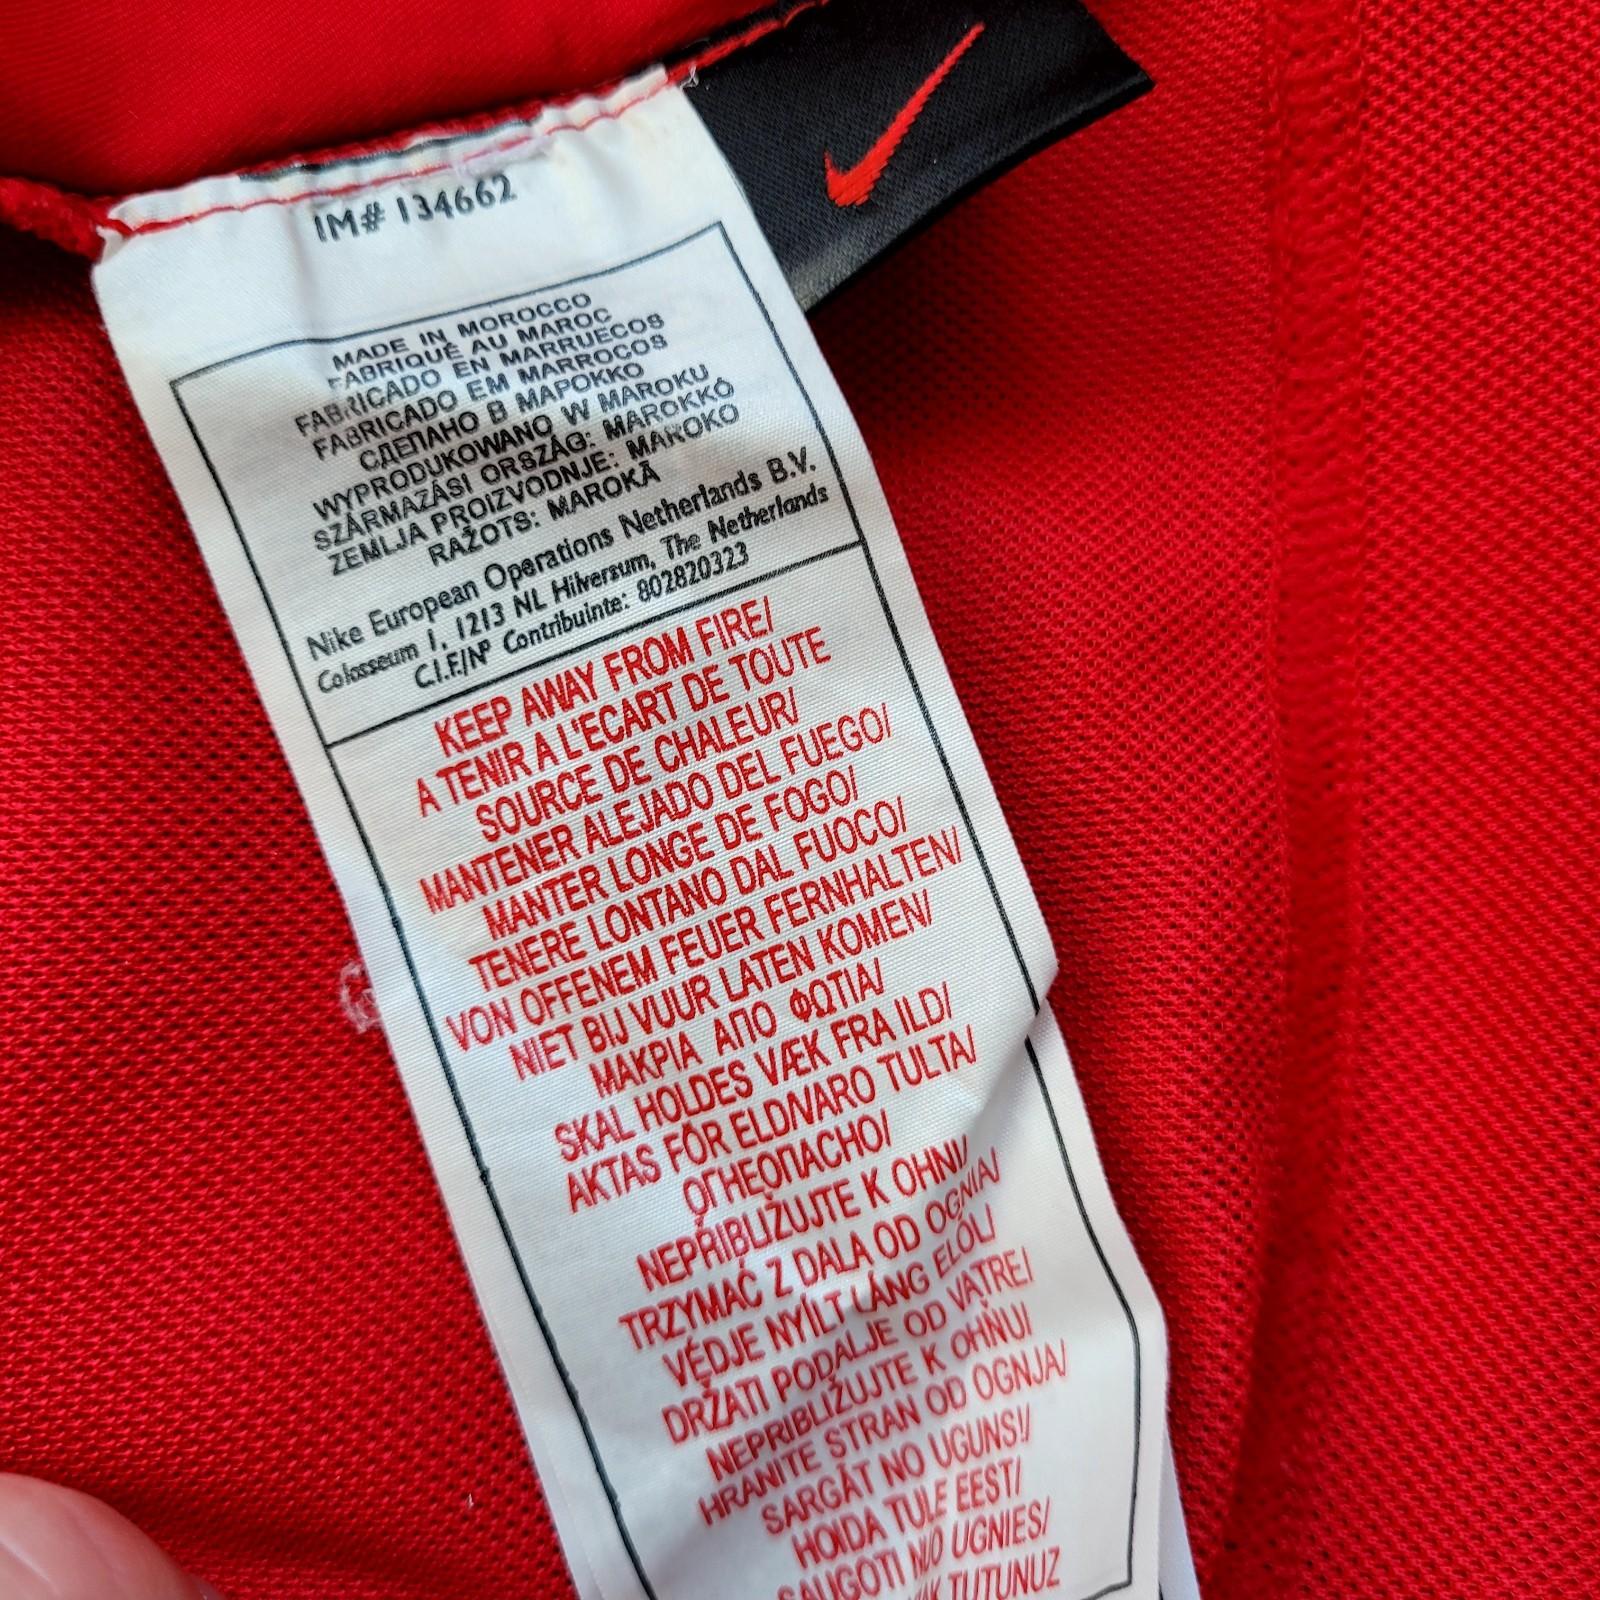 IM# 134662
MADE IN MOROCCO
FABRIQUÉ AU MAROC
FABRICADO EN MARRUECOS
FABRICADO EM MARROCOS
СДЕПАНО В МАРОККО
WYPRODUKOWANO W MAROKU
SZÁRMAZÁSI ORSZÁG: MAROKKÓ
ZEMLJA PROIZVODNJE: MAROKO
RAŽOTS: MAROKĀ
Nike European Operations Netherlands B.V.
Colosseum 1, 1213 NL Hilversum, The Netherlands
C.I.F./Nº Contribuinte: 802820323
KEEP AWAY FROM FIRE/
A TENIR A L'ECART DE TOUTE
SOURCE DE CHALEUR/
MANTENER ALEJADO DEL FUEGO/
MANTER LONGE DE FOGO/
TENERE LONTANO DAL FUOCO/
VON OFFENEM FEUER FERNHALTEN/
NIET BIJ VUUR LATEN KOMEN/
ΜΑΚΡΙΑ ΑΠΟ ΦΩΤΙΑ/
SKAL HOLDES VÆK FRA ILD/
AKTAS FÖR ELD/VARO TULTA/
ОГНЕОПАСНО/
NEPŘIBLIŽUJTE K OHNI/
TRZYMAĆ Z DALA OD OGNIA/
VÉDJE NYÍLT LÁNG ELŐL/
DRŽATI PODALJE OD VATRE/
NEPRIBLIŽUJTE K OHŇU/
HRANITE STRAN OD OGNJA/
SARGĀT NO UGUNS!/
HOIDA TULE EEST/
SAUGOTI NUO UGNIES/
TUTUNUZ